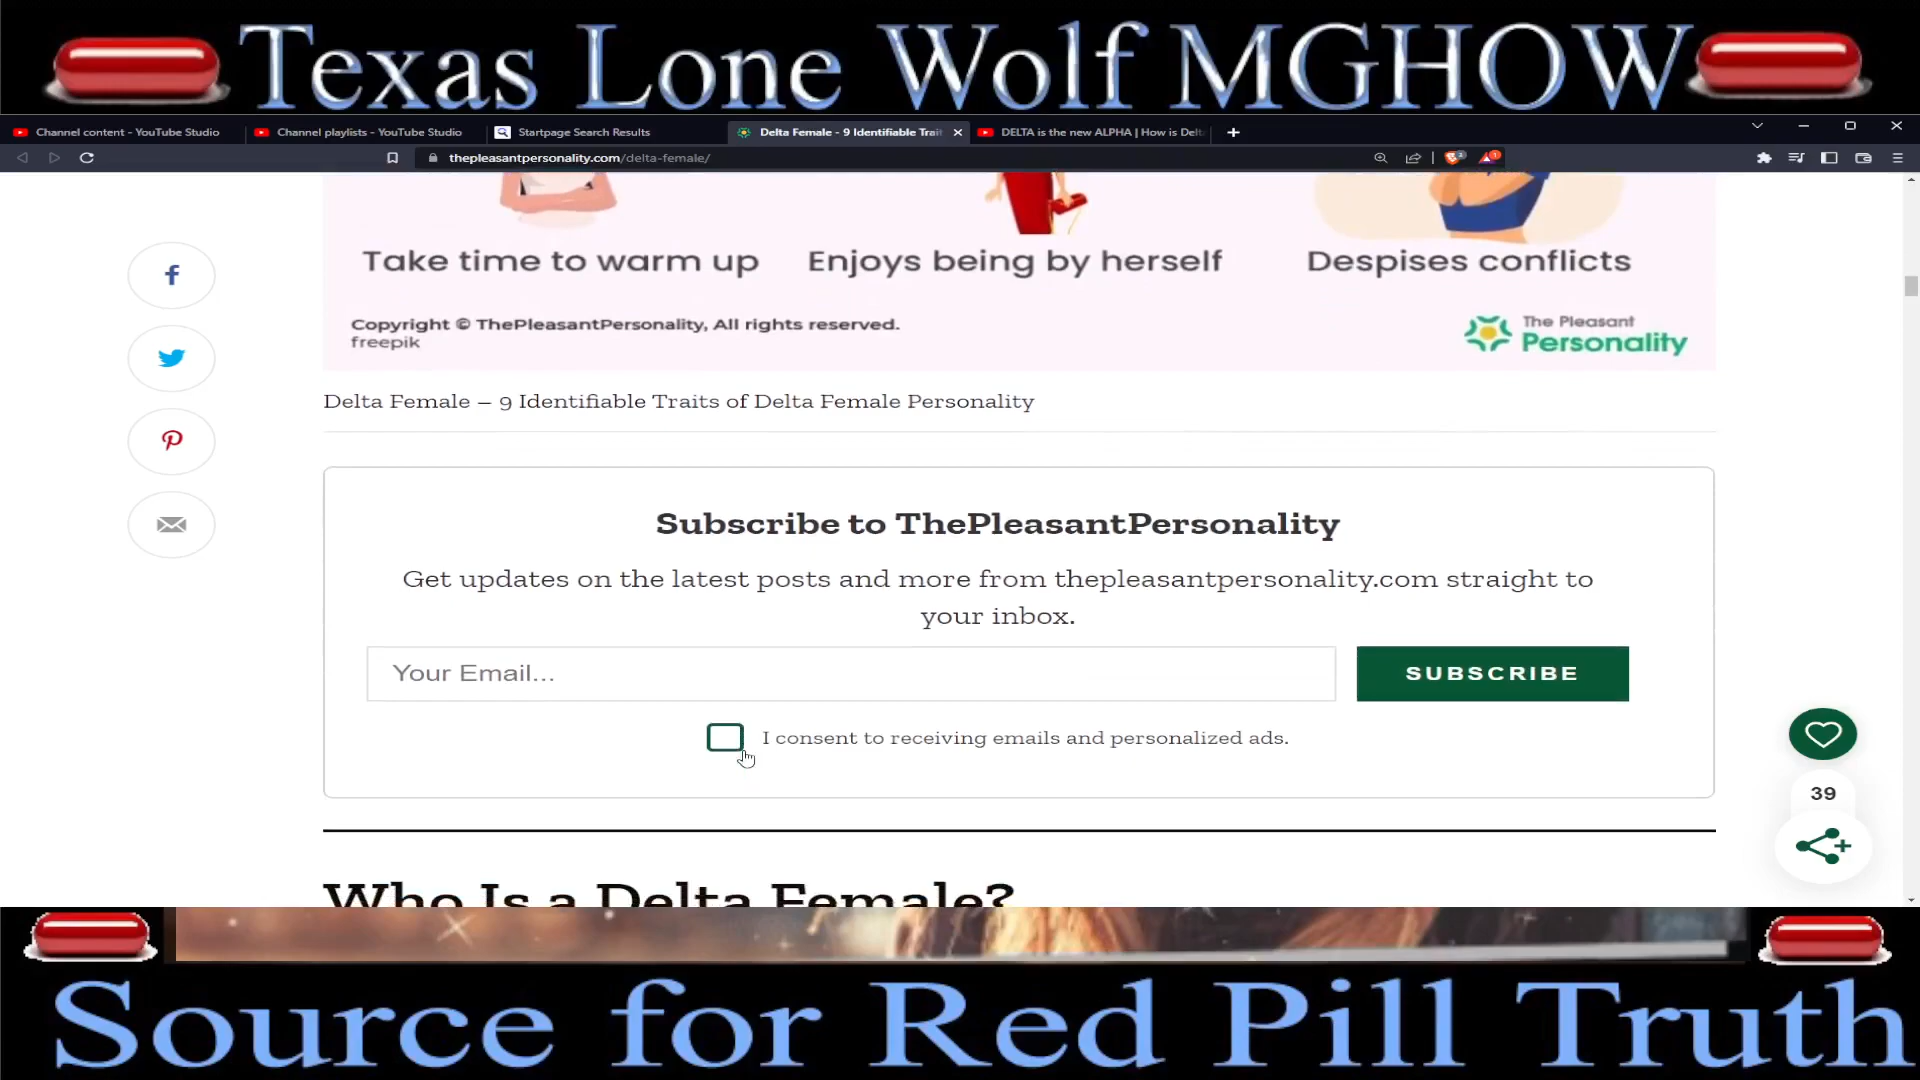 Texas Lone Wolf MGHOW
Channel content - YouTube Studio
Channel playlists - YouTube Studio
Startpage Search Results
Delta Female - 9 Identifiable Trai
DELTA is the new ALPHA | How is Delt
thepleasantpersonality.com/delta-female/
Take time to warm up
Enjoys being by herself
Despises conflicts
Copyright © ThePleasantPersonality, All rights reserved.
freepik
The Pleasant
Personality
Delta Female – 9 Identifiable Traits of Delta Female Personality
Subscribe to ThePleasantPersonality
Get updates on the latest posts and more from thepleasantpersonality.com straight to
your inbox.
Your Email...
SUBSCRIBE
I consent to receiving emails and personalized ads.
39
Who Is a Delta Female?
Source for Red Pill Truth